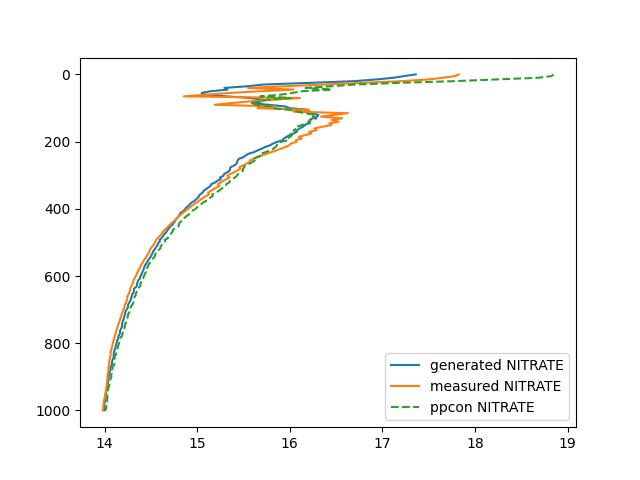 0
200
400
600
800
1000
14 15 16 17 18 19
generated NITRATE
measured NITRATE
ppcon NITRATE